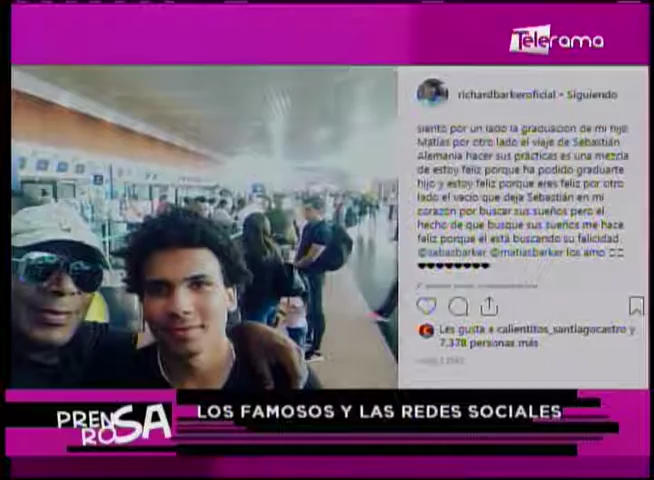 Telerama
richardbarkeroficial • Siguiendo
siento por un lado la graduación de mi hijo
Matías por otro lado el viaje de Sebastián
Alemania hacer sus prácticas es una mezcla
de estoy feliz porque ha podido graduarte
hijo y estoy feliz porque eres feliz por otro
lado el vacío que deja Sebastián en mi
corazón por buscar sus sueños pero el
hecho de que busque sus sueños me hace
feliz porque el está buscando su felicidad
@sebasbarker @matiasbarker los amo
Les gusta a calientitos_santiagocastro y
7.378 personas más
PRENSA
ROSA
LOS FAMOSOS Y LAS REDES SOCIALES